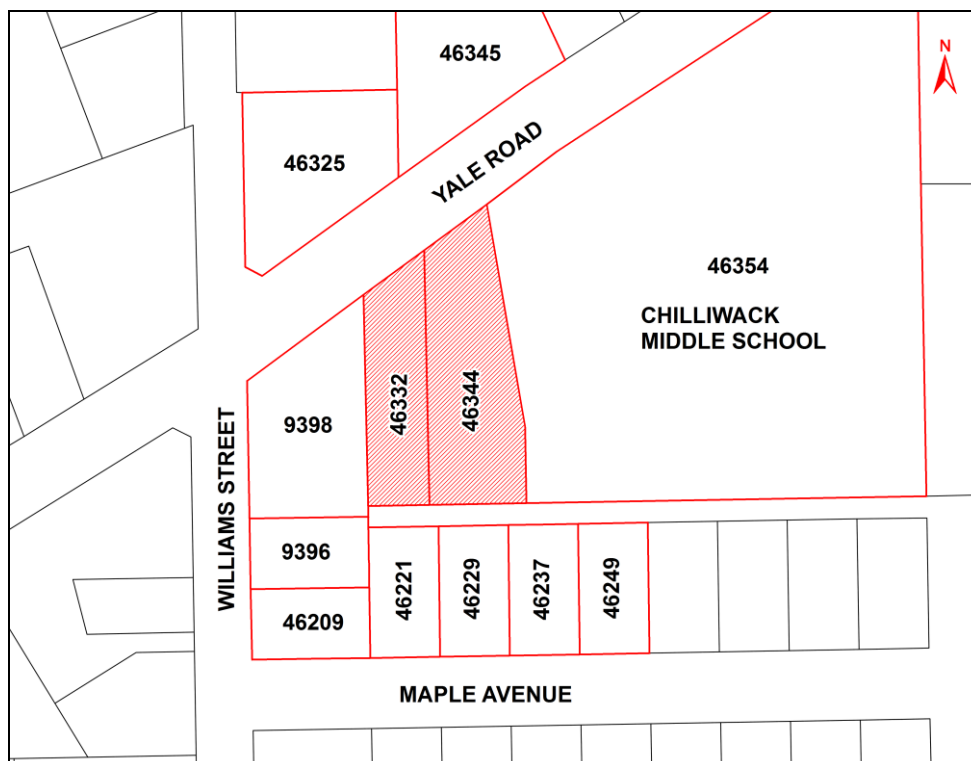 46345
N
46325
YALE ROAD
46354
CHILLIWACK
MIDDLE SCHOOL
46332
46344
9398
WILLIAMS STREET
9396
46221
46229
46237
46249
46209
MAPLE AVENUE